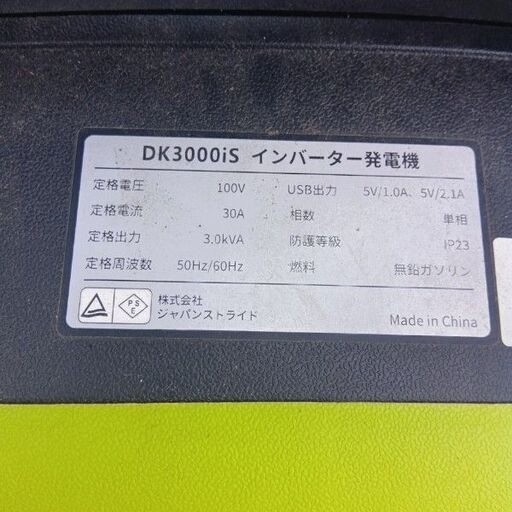 DK3000iS インバーター発電機
定格電圧 100V USB出力 5V/1.0A、5V/2.1A
定格電流 30A 相数 単相
定格出力 3.0kVA 防護等級 IP23
定格周波数 50Hz/60Hz 燃料 無鉛ガソリン
PSE 株式会社
ジャパンストライド
Made in China